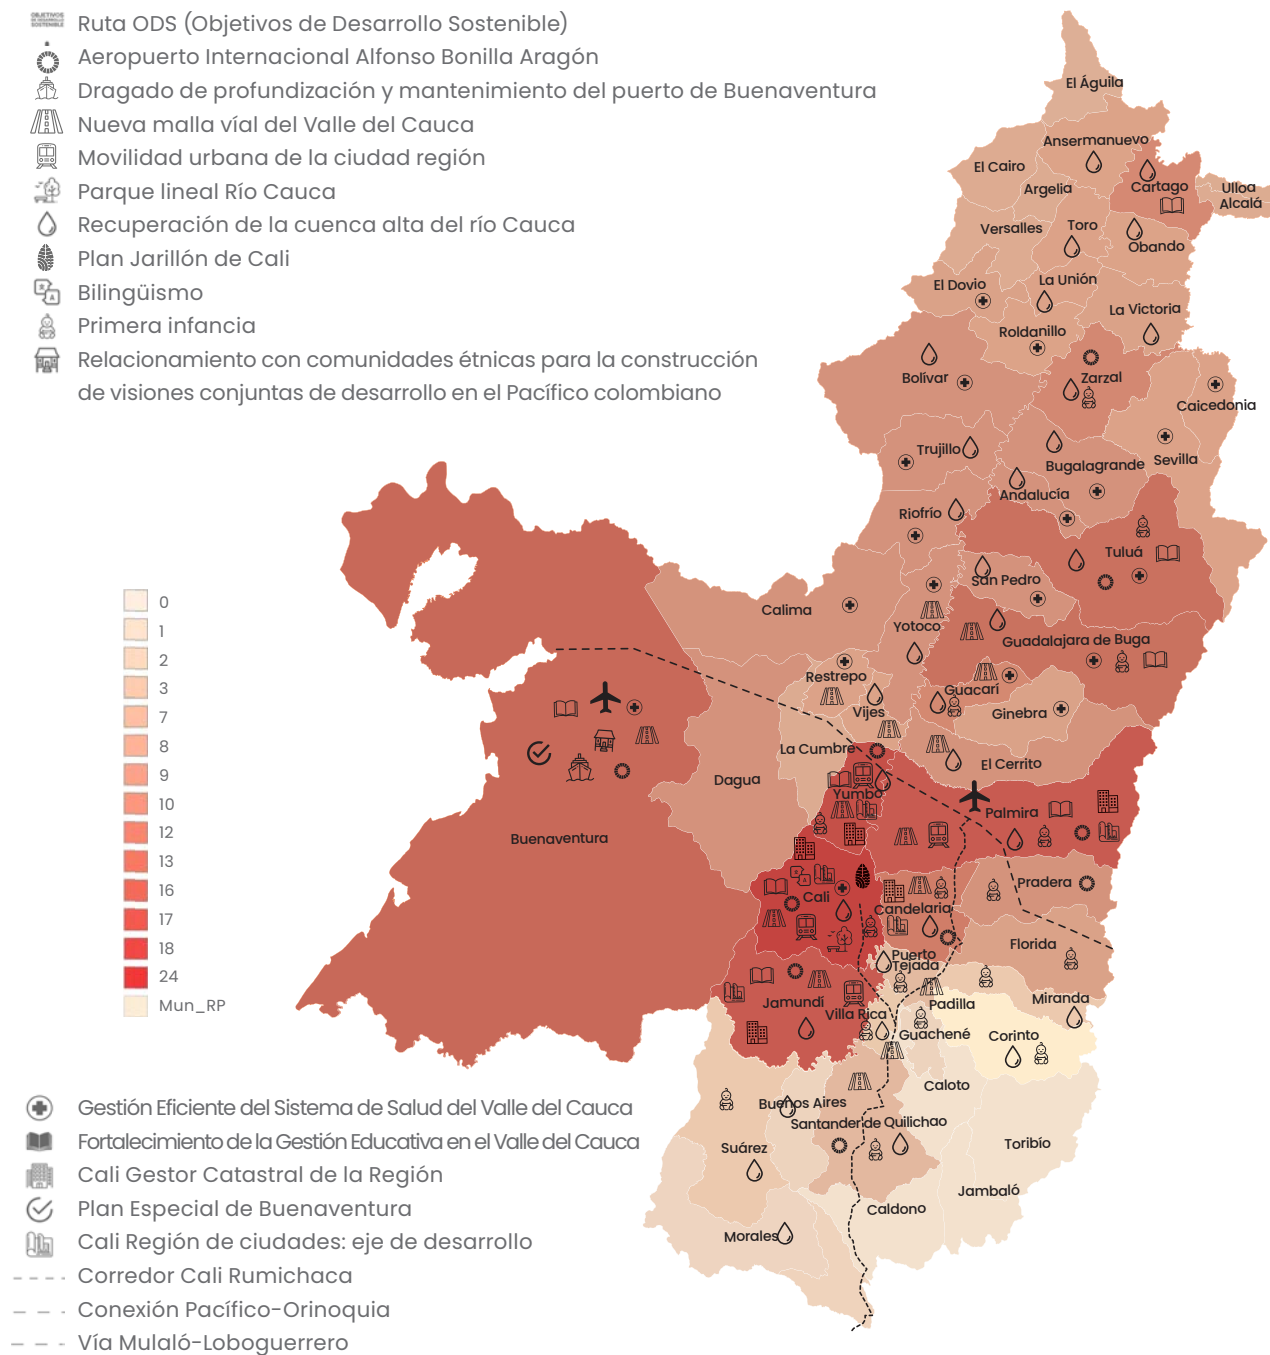 OBJETIVOS
DE DESARROLLO
SOSTENIBLE
Ruta ODS (Objetivos de Desarrollo Sostenible)
Aeropuerto Internacional Alfonso Bonilla Aragón
Dragado de profundización y mantenimiento del puerto de Buenaventura
Nueva malla víal del Valle del Cauca
Movilidad urbana de la ciudad región
Parque lineal Río Cauca
Recuperación de la cuenca alta del río Cauca
Plan Jarillón de Cali
Bilingüismo
Primera infancia
Relacionamiento con comunidades étnicas para la construcción
de visiones conjuntas de desarrollo en el Pacífico colombiano
El Águila
Ansermanuevo
El Cairo
Argelia
Cartago
Ulloa
Alcalá
Versalles
Toro
Obando
El Dovio
La Unión
La Victoria
Roldanillo
Bolívar
Zarzal
Caicedonia
Trujillo
Bugalagrande
Sevilla
Andalucía
Riofrío
Tuluá
San Pedro
Calima
Yotoco
Guadalajara de Buga
Restrepo
Guacarí
Vijes
Ginebra
La Cumbre
El Cerrito
Dagua
Yumbo
Palmira
Buenaventura
Cali
Pradera
Candelaria
Florida
Puerto
Tejada
Jamundí
Villa Rica
Padilla
Miranda
Guachené
Corinto
Caloto
Buenos Aires
Santander de Quilichao
Suárez
Toribío
Jambaló
Caldono
Morales
0
1
2
3
7
8
9
10
12
13
16
17
18
24
Mun_RP
Gestión Eficiente del Sistema de Salud del Valle del Cauca
Fortalecimiento de la Gestión Educativa en el Valle del Cauca
Cali Gestor Catastral de la Región
Plan Especial de Buenaventura
Cali Región de ciudades: eje de desarrollo
Corredor Cali Rumichaca
Conexión Pacífico-Orinoquia
Vía Mulaló-Loboguerrero